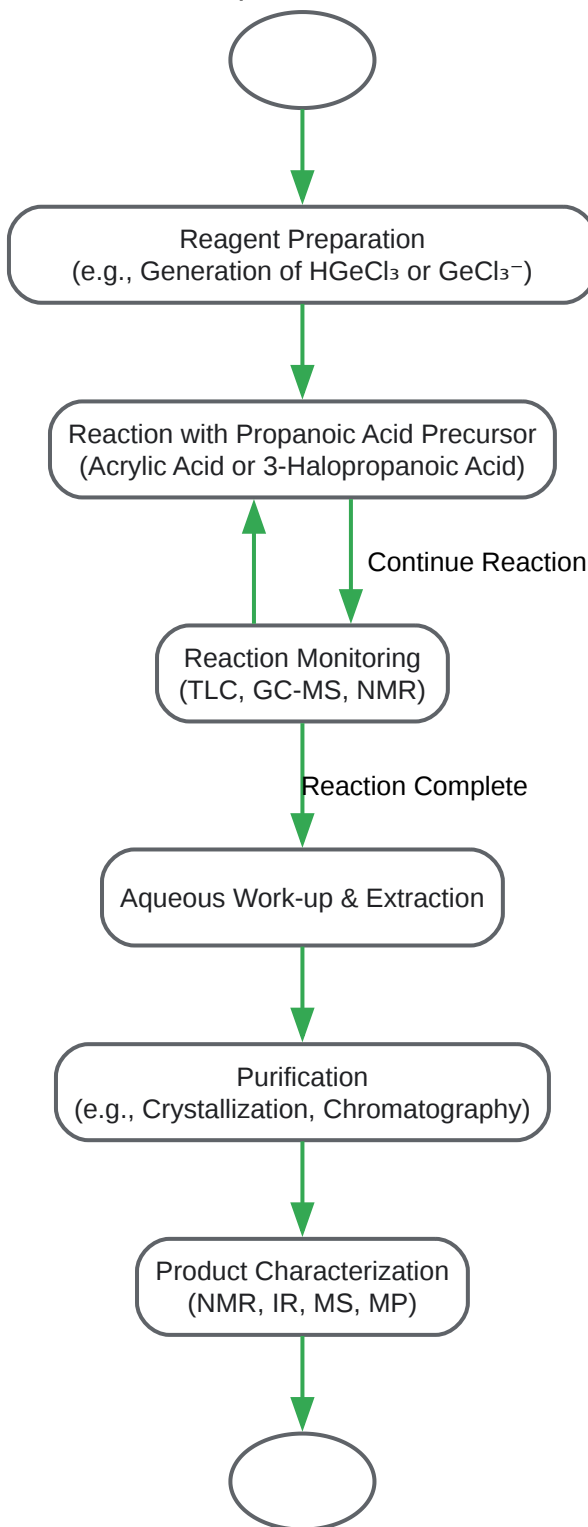 Reagent Preparation
(e.g., Generation of HGeCl₃ or GeCl₃⁻)
Reaction with Propanoic Acid Precursor
(Acrylic Acid or 3-Halopropanoic Acid)
Continue Reaction
Reaction Monitoring
(TLC, GC-MS, NMR)
Reaction Complete
Aqueous Work-up & Extraction
Purification
(e.g., Crystallization, Chromatography)
Product Characterization
(NMR, IR, MS, MP)